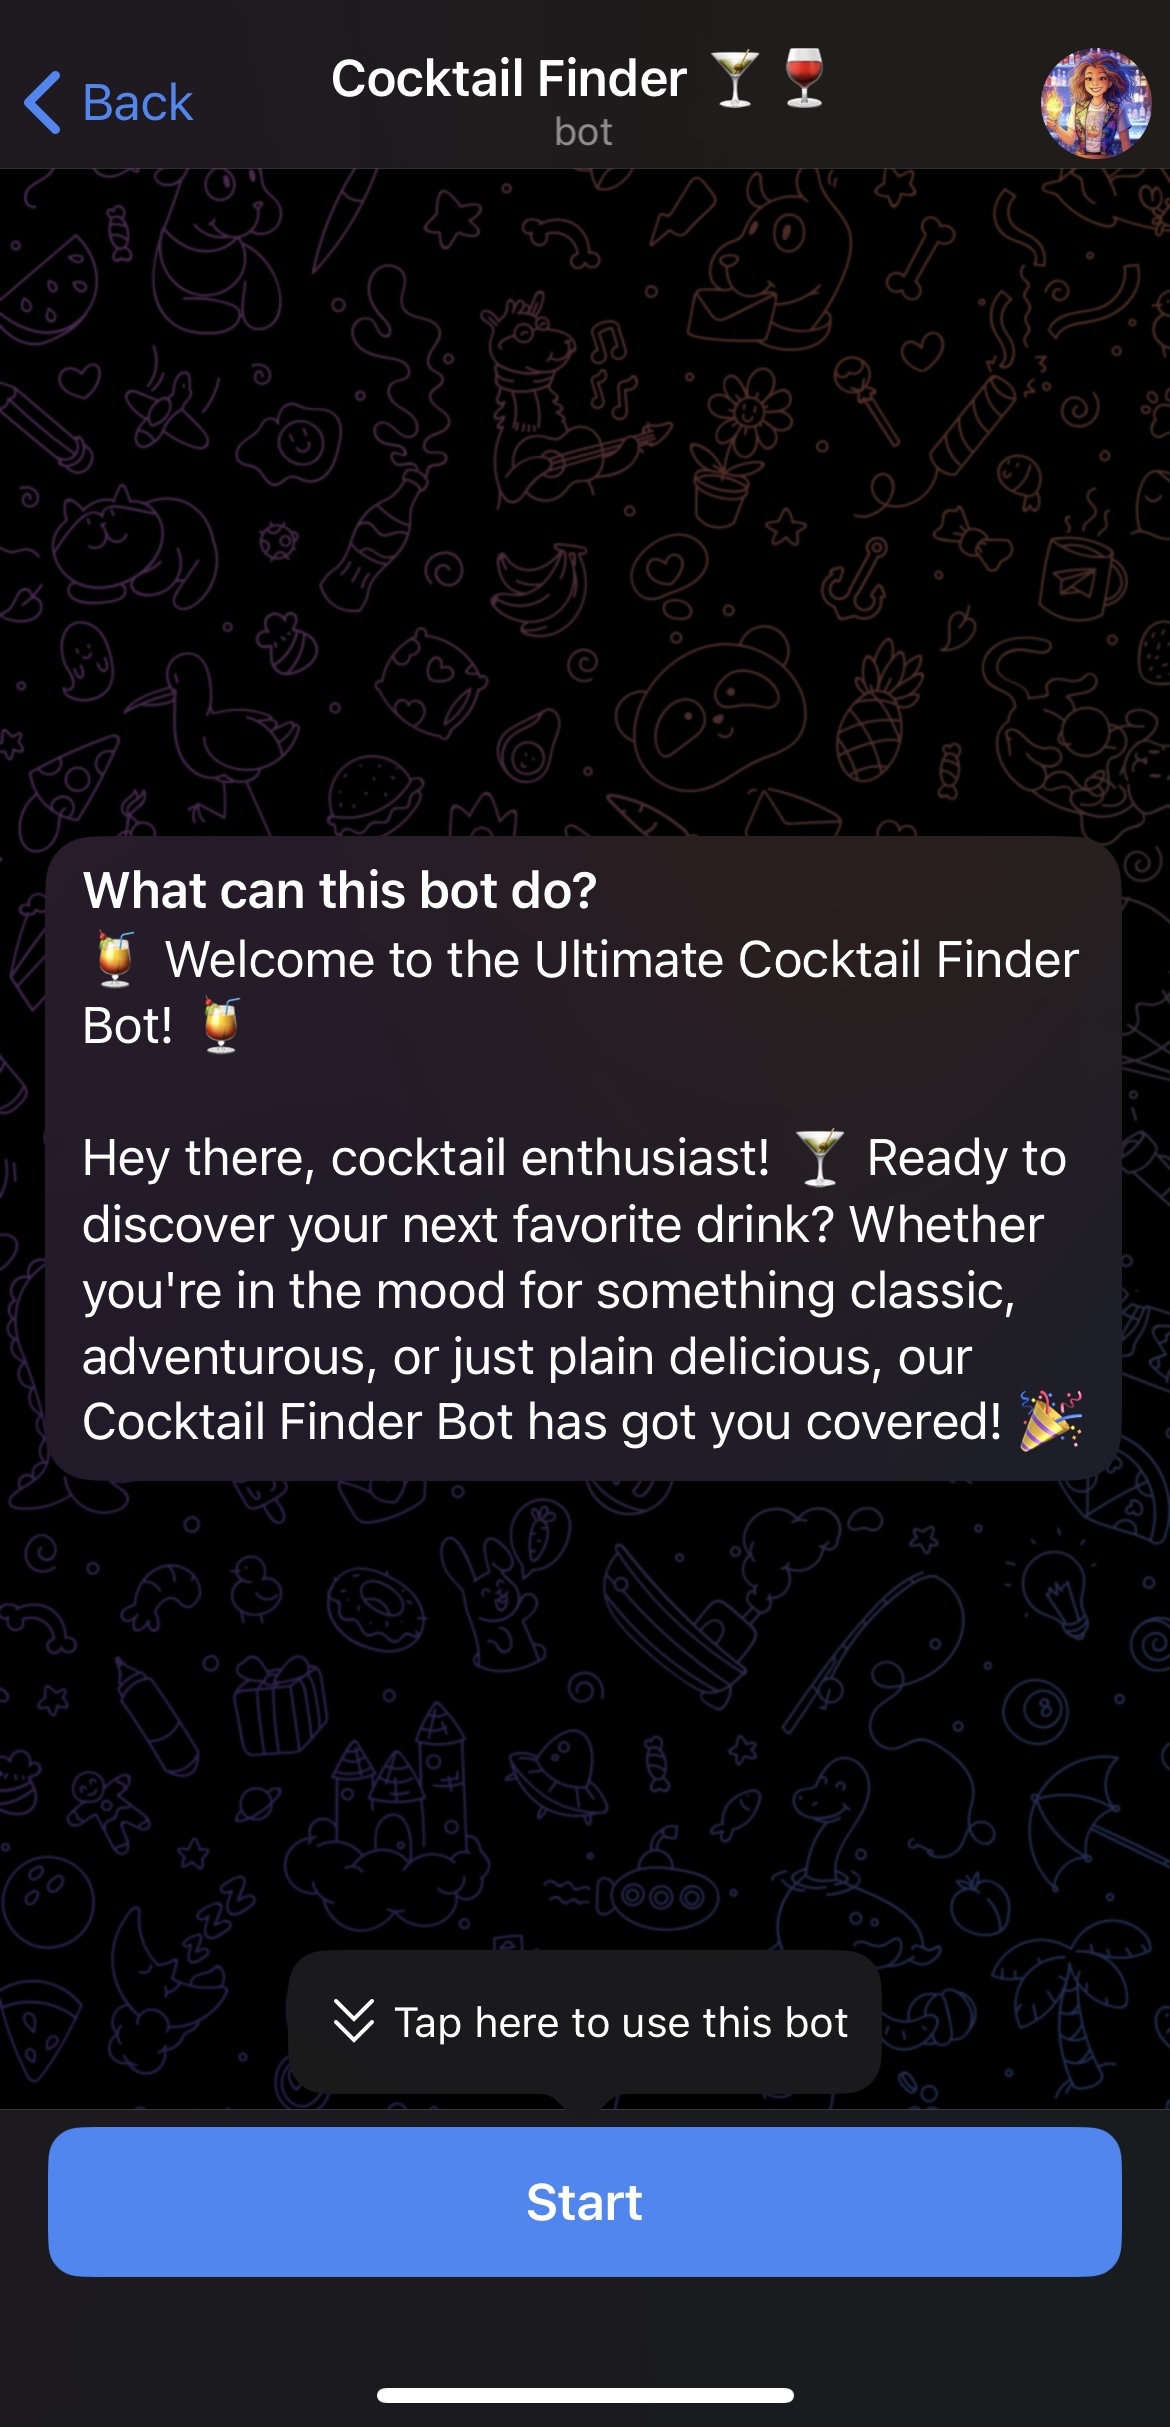 Back
Cocktail Finder 🍸🍷
bot
What can this bot do?
🍹 Welcome to the Ultimate Cocktail Finder
Bot! 🍹
Hey there, cocktail enthusiast! 🍸 Ready to
discover your next favorite drink? Whether
you're in the mood for something classic,
adventurous, or just plain delicious, our
Cocktail Finder Bot has got you covered! 🎉
Tap here to use this bot
Start